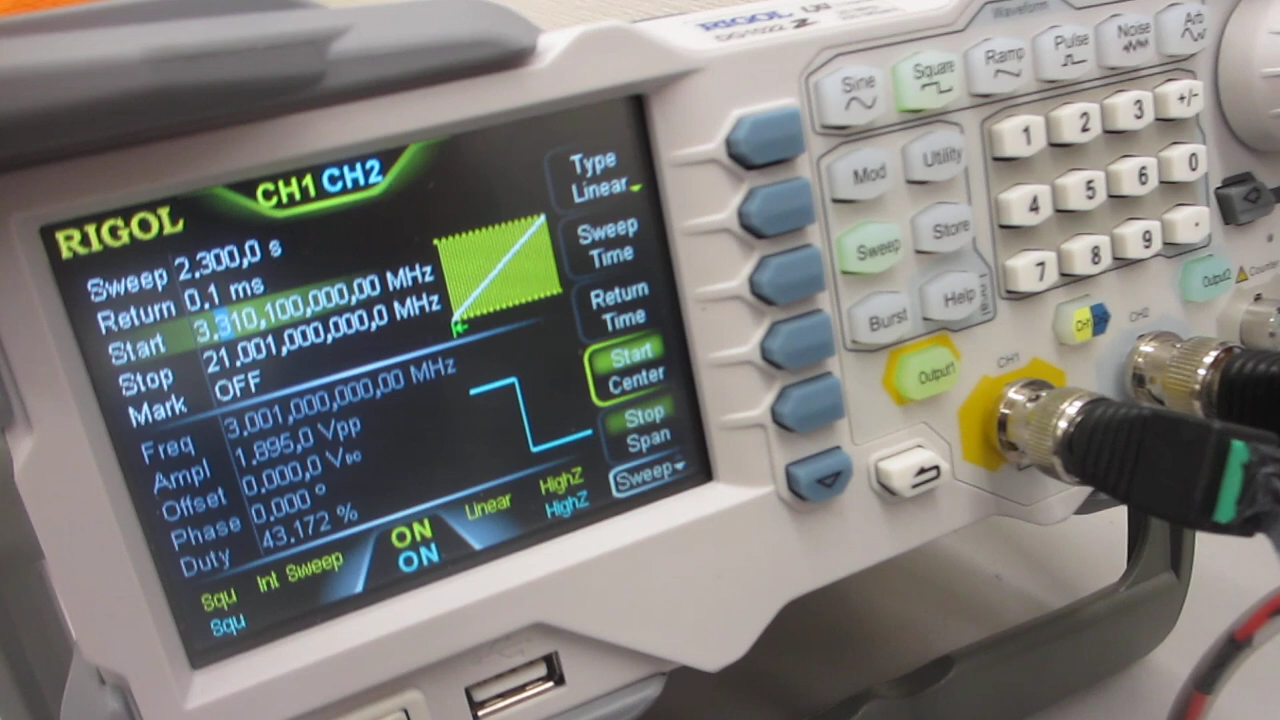 RIGOL
Waveform
Sine
Square
Ramp
Pulse
Noise
Arb
Mod
Utility
Sweep
Store
Burst
Help
1 2 3 +/-
4 5 6 0
7 8 9 .
Output1
CH1
CH2
Output2
Counter
RIGOL
CH1 CH2
Sweep 2.300,0 s
Return 0.1 ms
Start 3.310,100,000,00 MHz
Stop 21.001,000,000,0 MHz
Mark OFF
Freq 3.001,000,000,00 MHz
Ampl 1.895,0 Vpp
Offset 0.000,0 VDC
Phase 0.000 °
Duty 43.172 %
Squ Int Sweep ON Linear HighZ
Squ ON HighZ
Type
Linear
Sweep
Time
Return
Time
Start
Center
Stop
Span
Sweep